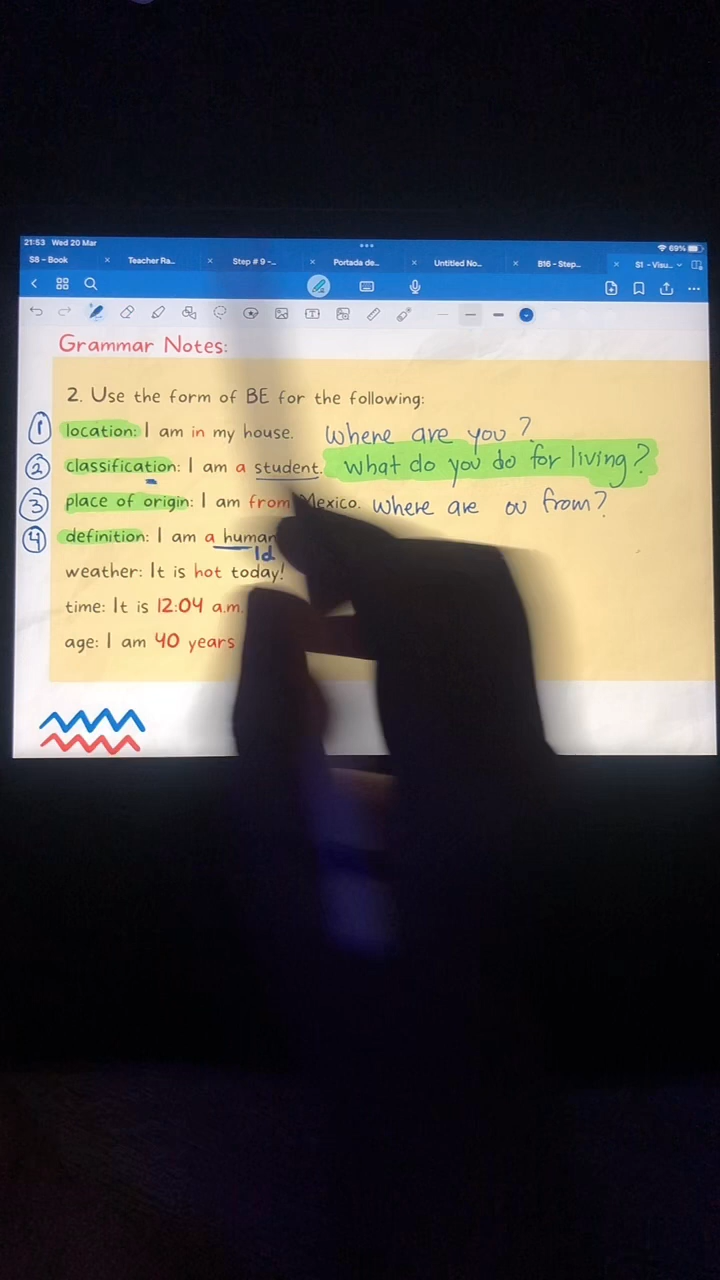 21:53 Wed 20 Mar
69%
S8 – Book
Teacher Ra...
Step # 9 -...
Portada de...
Untitled No...
B16 - Step...
S1 - Visu...
Grammar Notes:
2. Use the form of BE for the following:
1 location: I am in my house. Where are you?
2 classification: I am a student. What do you do for living?
3 place of origin: I am from Mexico. Where are ou from?
4 definition: I am a human
Id
weather: It is hot today!
time: It is 12:04 a.m.
age: I am 40 years